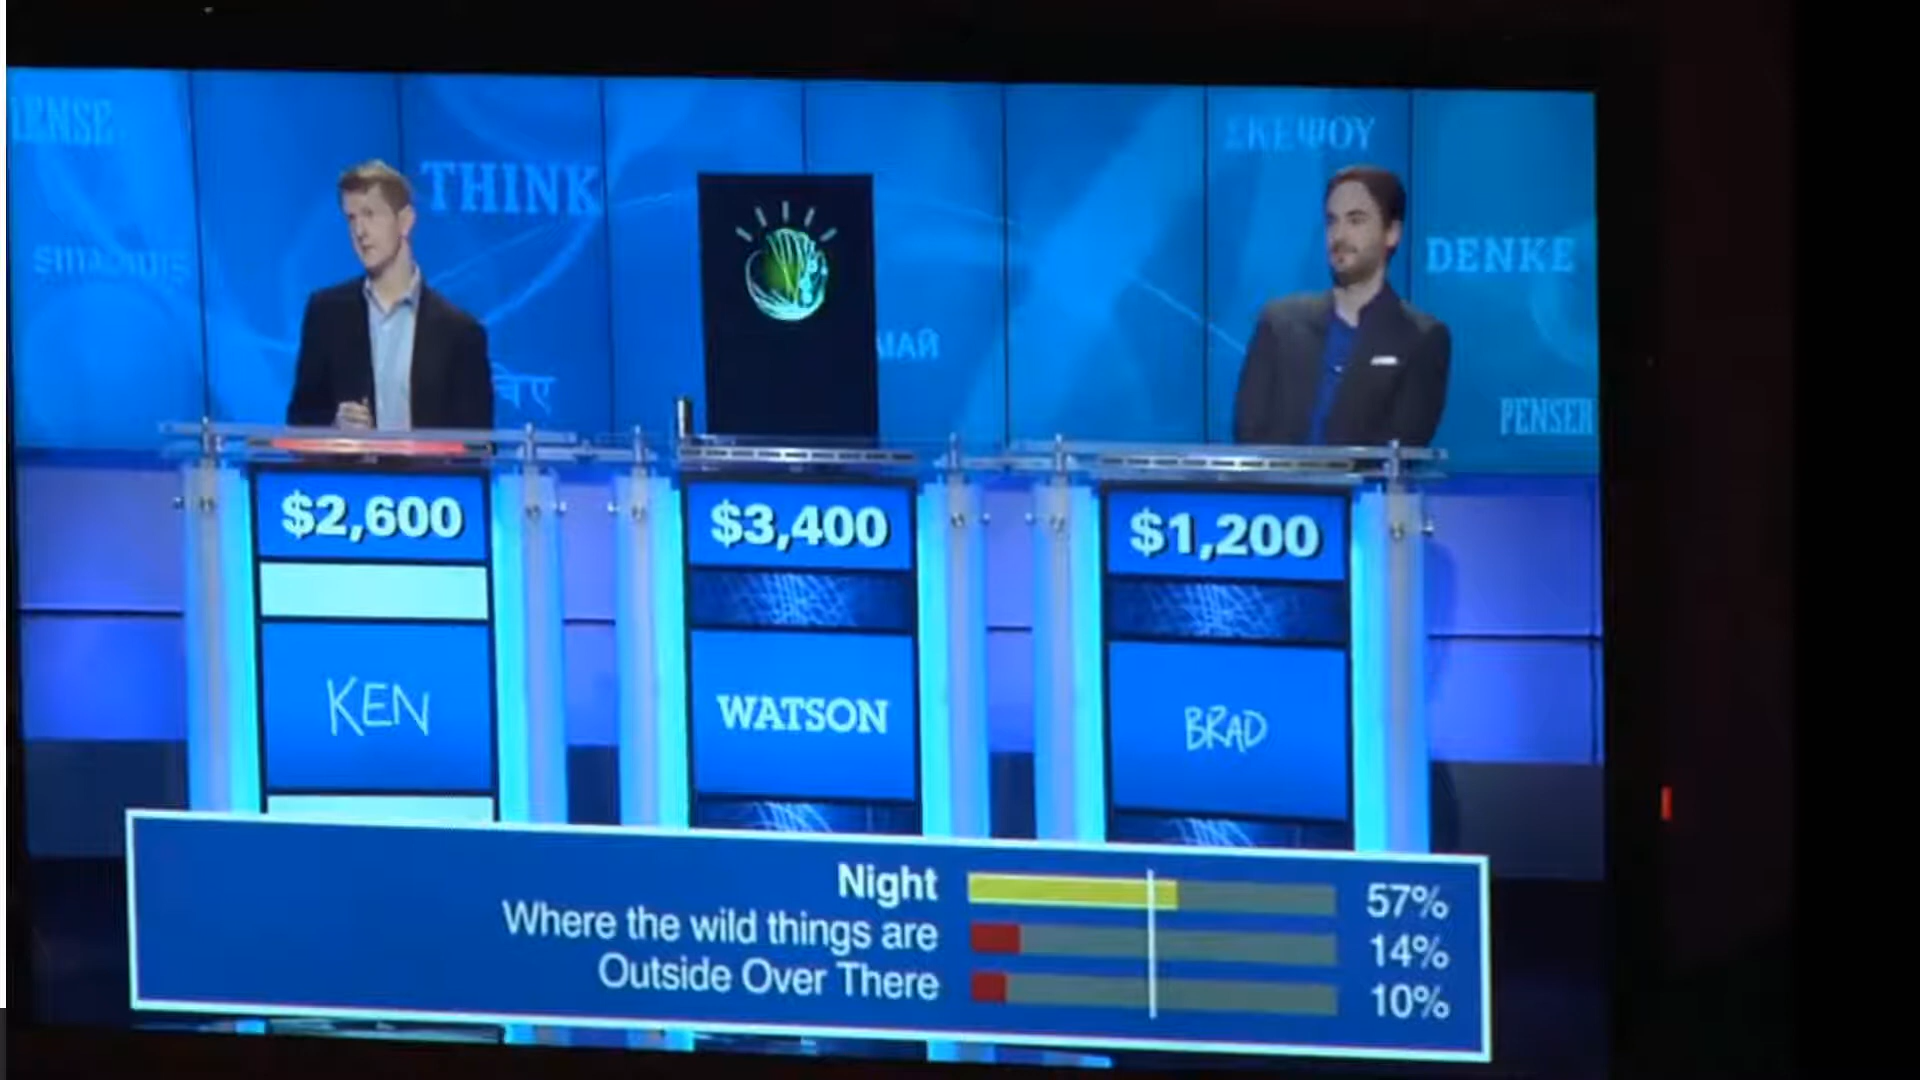 THINK
ΣΚΕΨΟΥ
DENKE
PENSER
$2,600
$3,400
$1,200
KEN
WATSON
BRAD
Night 57%
Where the wild things are 14%
Outside Over There 10%